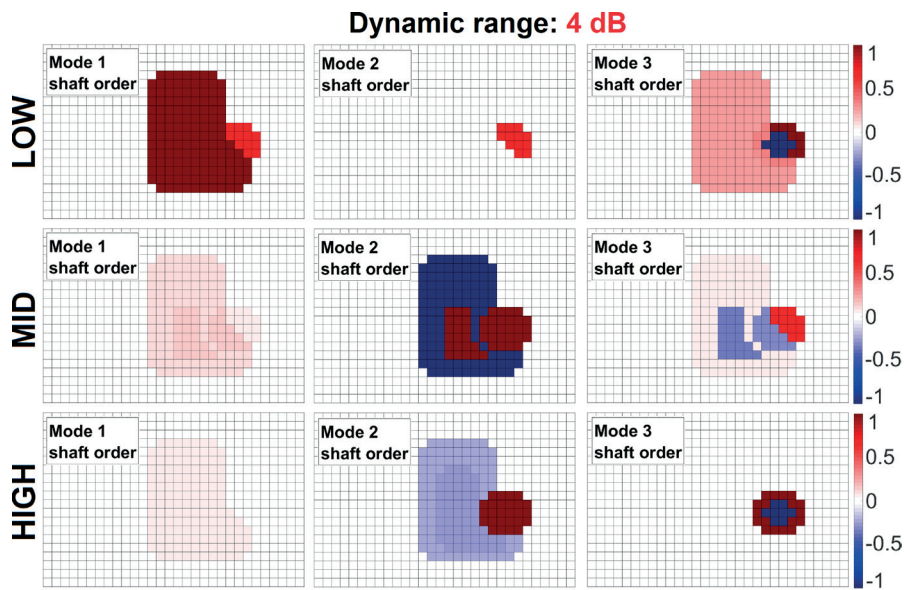 Dynamic range: 4 dB
LOW
Mode 1
shaft order
Mode 2
shaft order
Mode 3
shaft order
1
0.5
0
-0.5
-1
MID
Mode 1
shaft order
Mode 2
shaft order
Mode 3
shaft order
1
0.5
0
-0.5
-1
HIGH
Mode 1
shaft order
Mode 2
shaft order
Mode 3
shaft order
1
0.5
0
-0.5
-1